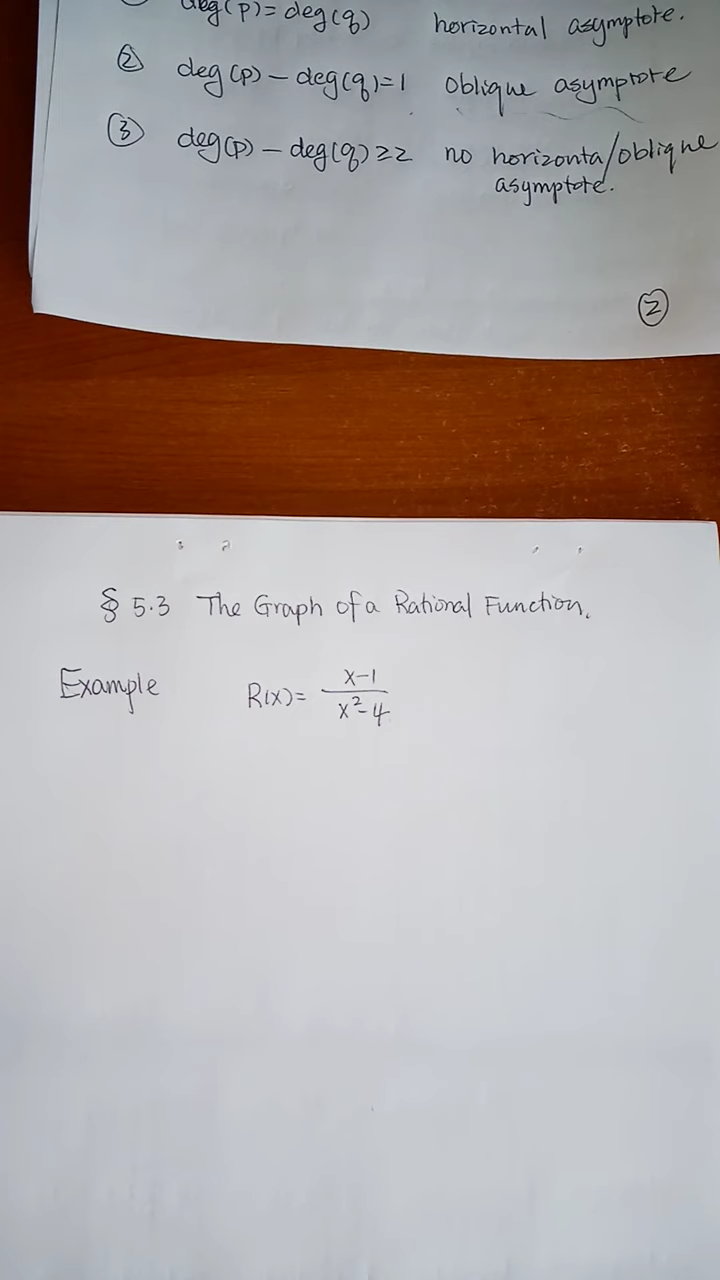 deg(p)=deg(q) horizontal asymptote.
② deg(p)-deg(q)=1 oblique asymptote
③ deg(p)-deg(q)≥2 no horizonta/oblique
asymptote.
②
§ 5.3 The Graph of a Rational Function.
Example R(x)= x-1
x²-4